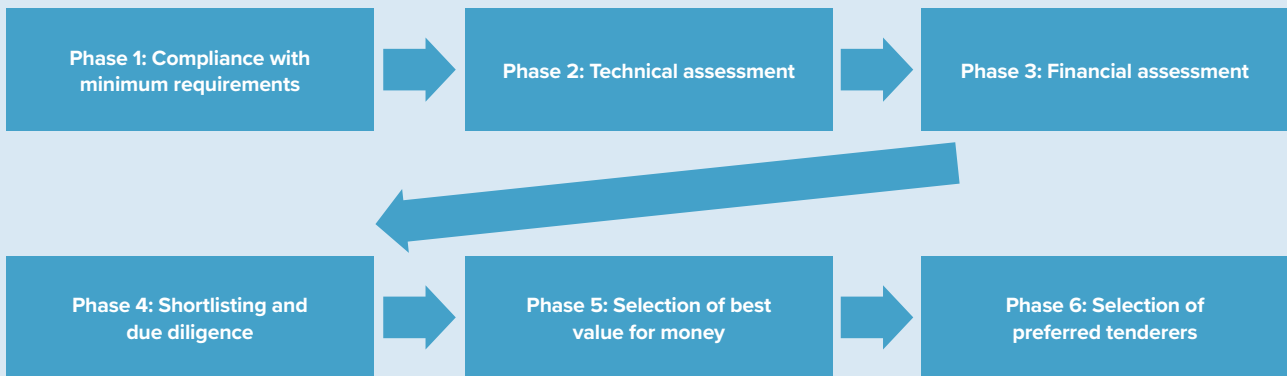 Phase 1: Compliance with
minimum requirements
Phase 2: Technical assessment
Phase 3: Financial assessment
Phase 4: Shortlisting and
due diligence
Phase 5: Selection of best
value for money
Phase 6: Selection of
preferred tenderers